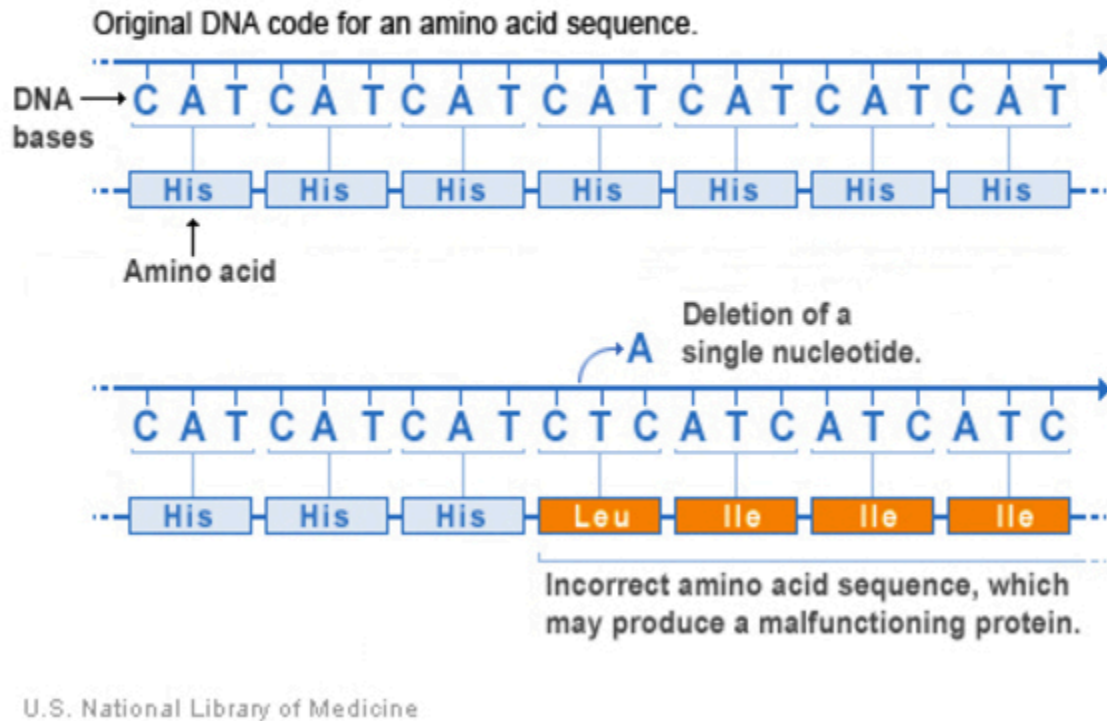 Original DNA code for an amino acid sequence.
DNA bases
C A T C A T C A T C A T C A T C A T C A T
His His His His His His His
Amino acid
A
Deletion of a
single nucleotide.
C A T C A T C A T C T C A T C A T C A T C
His His His Leu Ile Ile Ile
Incorrect amino acid sequence, which
may produce a malfunctioning protein.
U.S. National Library of Medicine